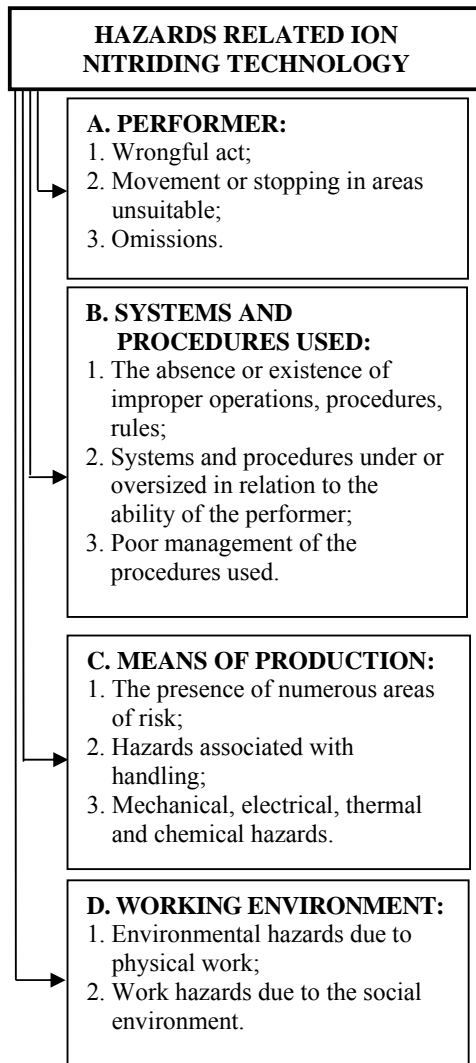 HAZARDS RELATED ION
NITRIDING TECHNOLOGY
A. PERFORMER:
1. Wrongful act;
2. Movement or stopping in areas
unsuitable;
3. Omissions.
B. SYSTEMS AND
PROCEDURES USED:
1. The absence or existence of
improper operations, procedures,
rules;
2. Systems and procedures under or
oversized in relation to the
ability of the performer;
3. Poor management of the
procedures used.
C. MEANS OF PRODUCTION:
1. The presence of numerous areas
of risk;
2. Hazards associated with
handling;
3. Mechanical, electrical, thermal
and chemical hazards.
D. WORKING ENVIRONMENT:
1. Environmental hazards due to
physical work;
2. Work hazards due to the social
environment.